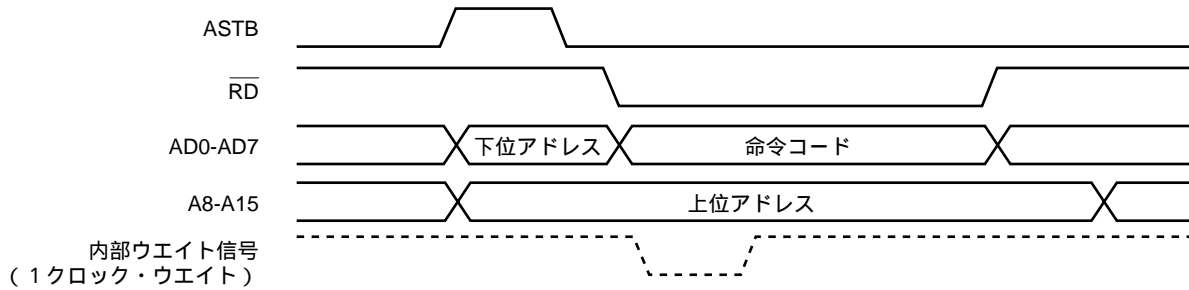 ASTB
RD
AD0-AD7
下位アドレス
命令コード
A8-A15
上位アドレス
内部ウエイト信号
(1クロック・ウエイト)